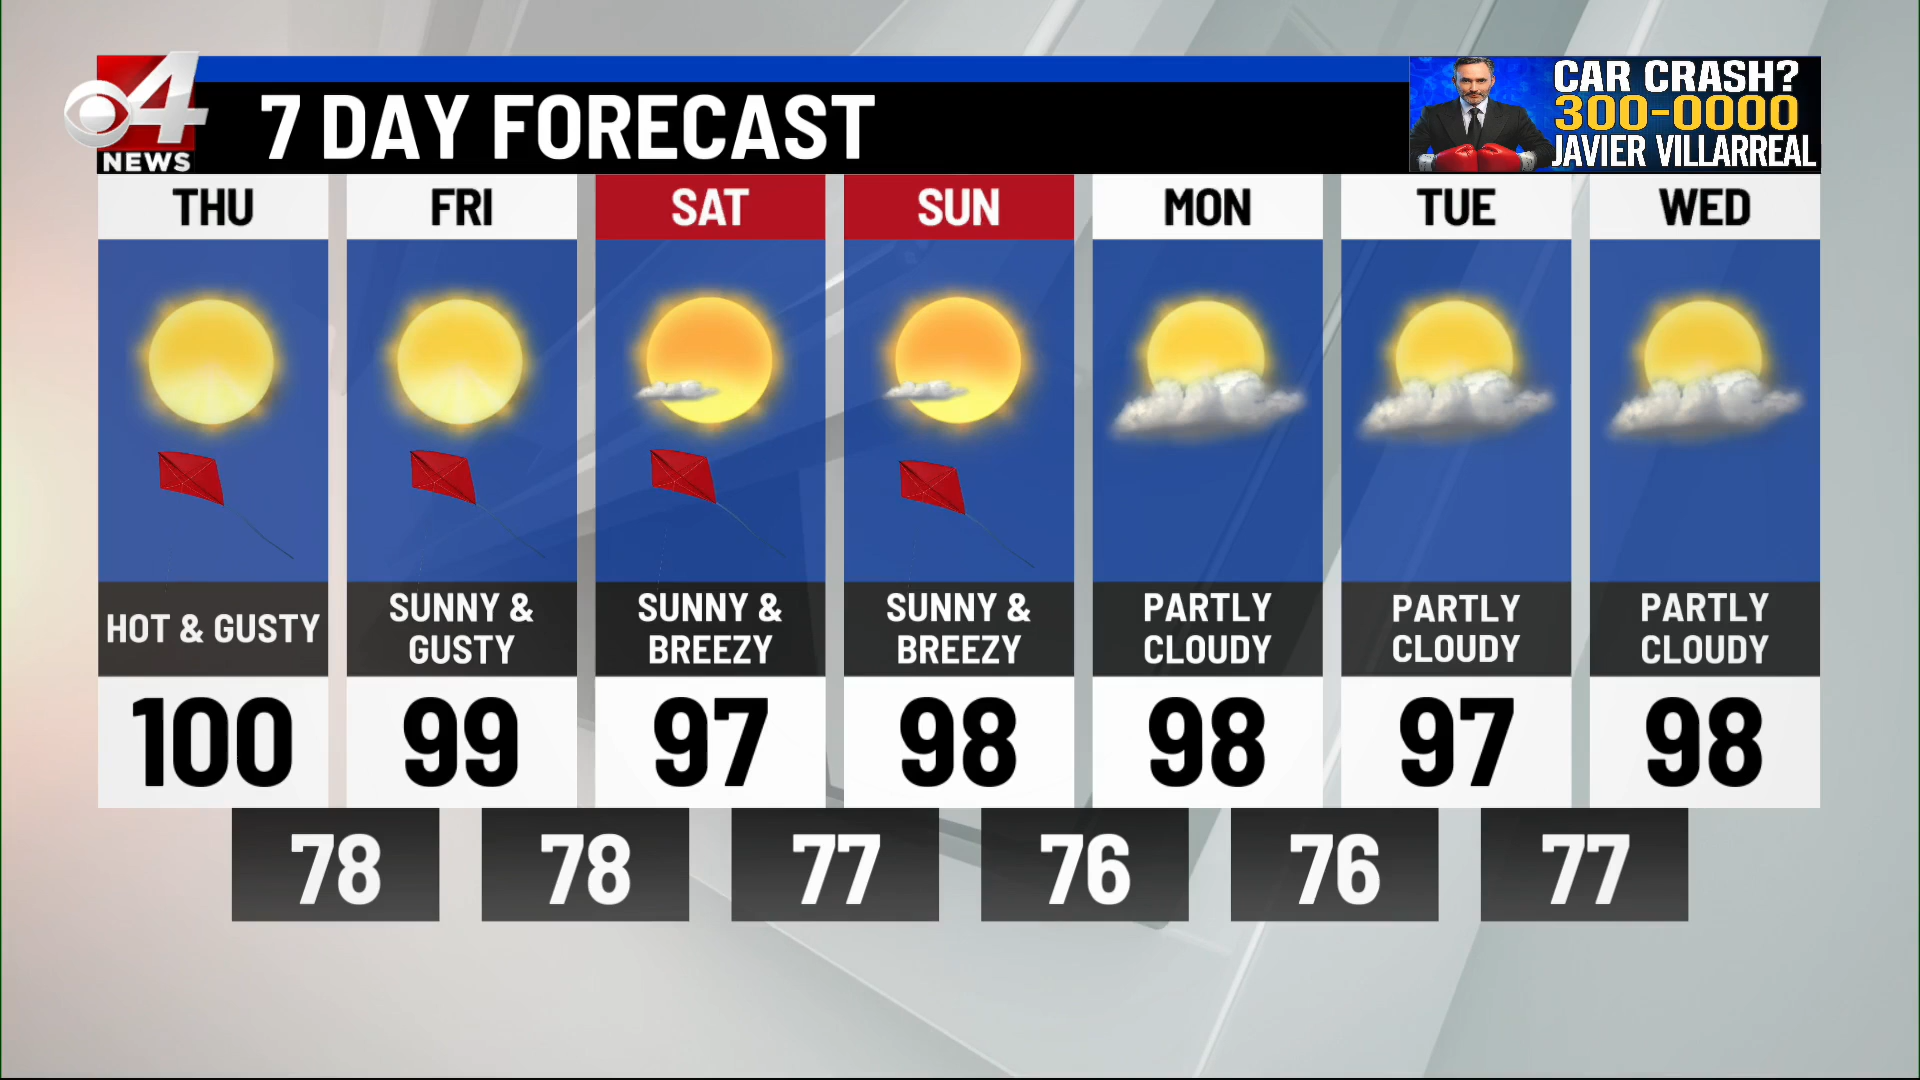 4
NEWS
7 DAY FORECAST
CAR CRASH?
300-0000
JAVIER VILLARREAL
THU
FRI
SAT
SUN
MON
TUE
WED
HOT & GUSTY
SUNNY &
GUSTY
SUNNY &
BREEZY
SUNNY &
BREEZY
PARTLY
CLOUDY
PARTLY
CLOUDY
PARTLY
CLOUDY
100
99
97
98
98
97
98
78
78
77
76
76
77